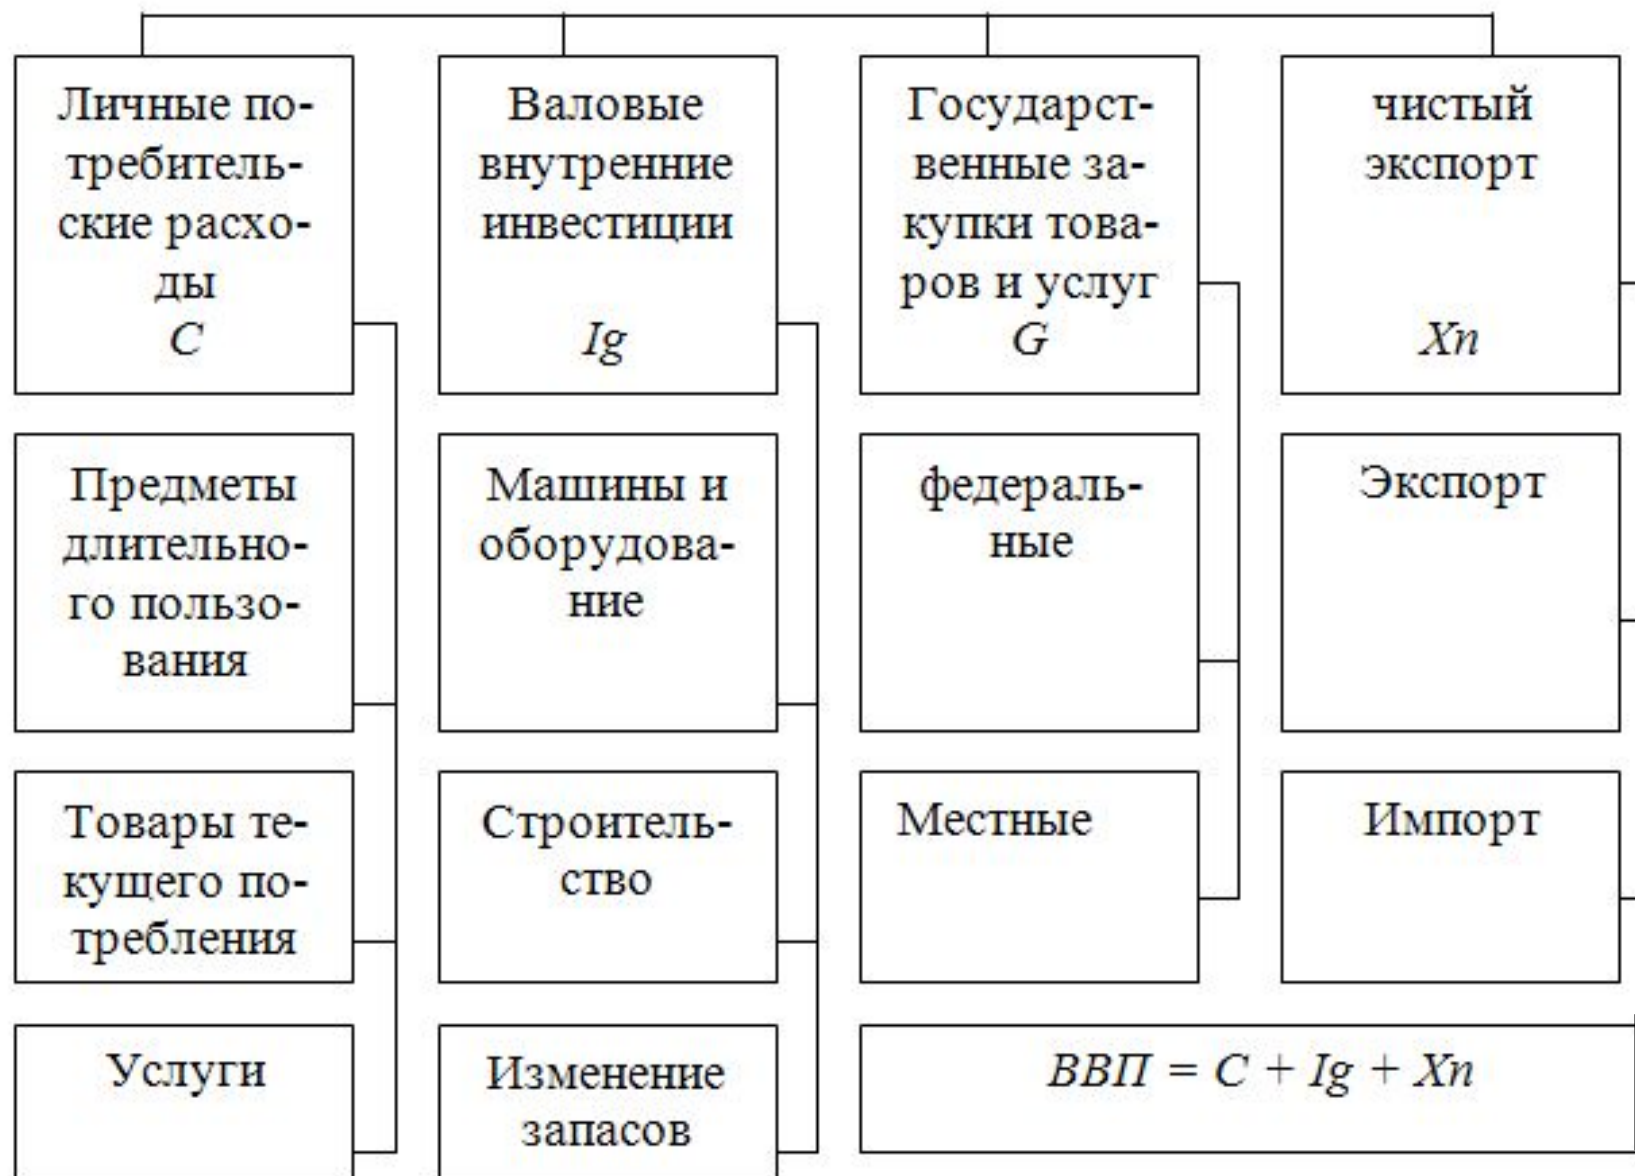 Личные по-
требитель-
ские расхо-
ды
C
Валовые
внутренние
инвестиции
Ig
Государст-
венные за-
купки това-
ров и услуг
G
чистый
экспорт
Xn
Предметы
длительно-
го пользо-
вания
Машины и
оборудова-
ние
федераль-
ные
Экспорт
Товары те-
кущего по-
требления
Строитель-
ство
Местные
Импорт
Услуги
Изменение
запасов
ВВП = C + Ig + Xn